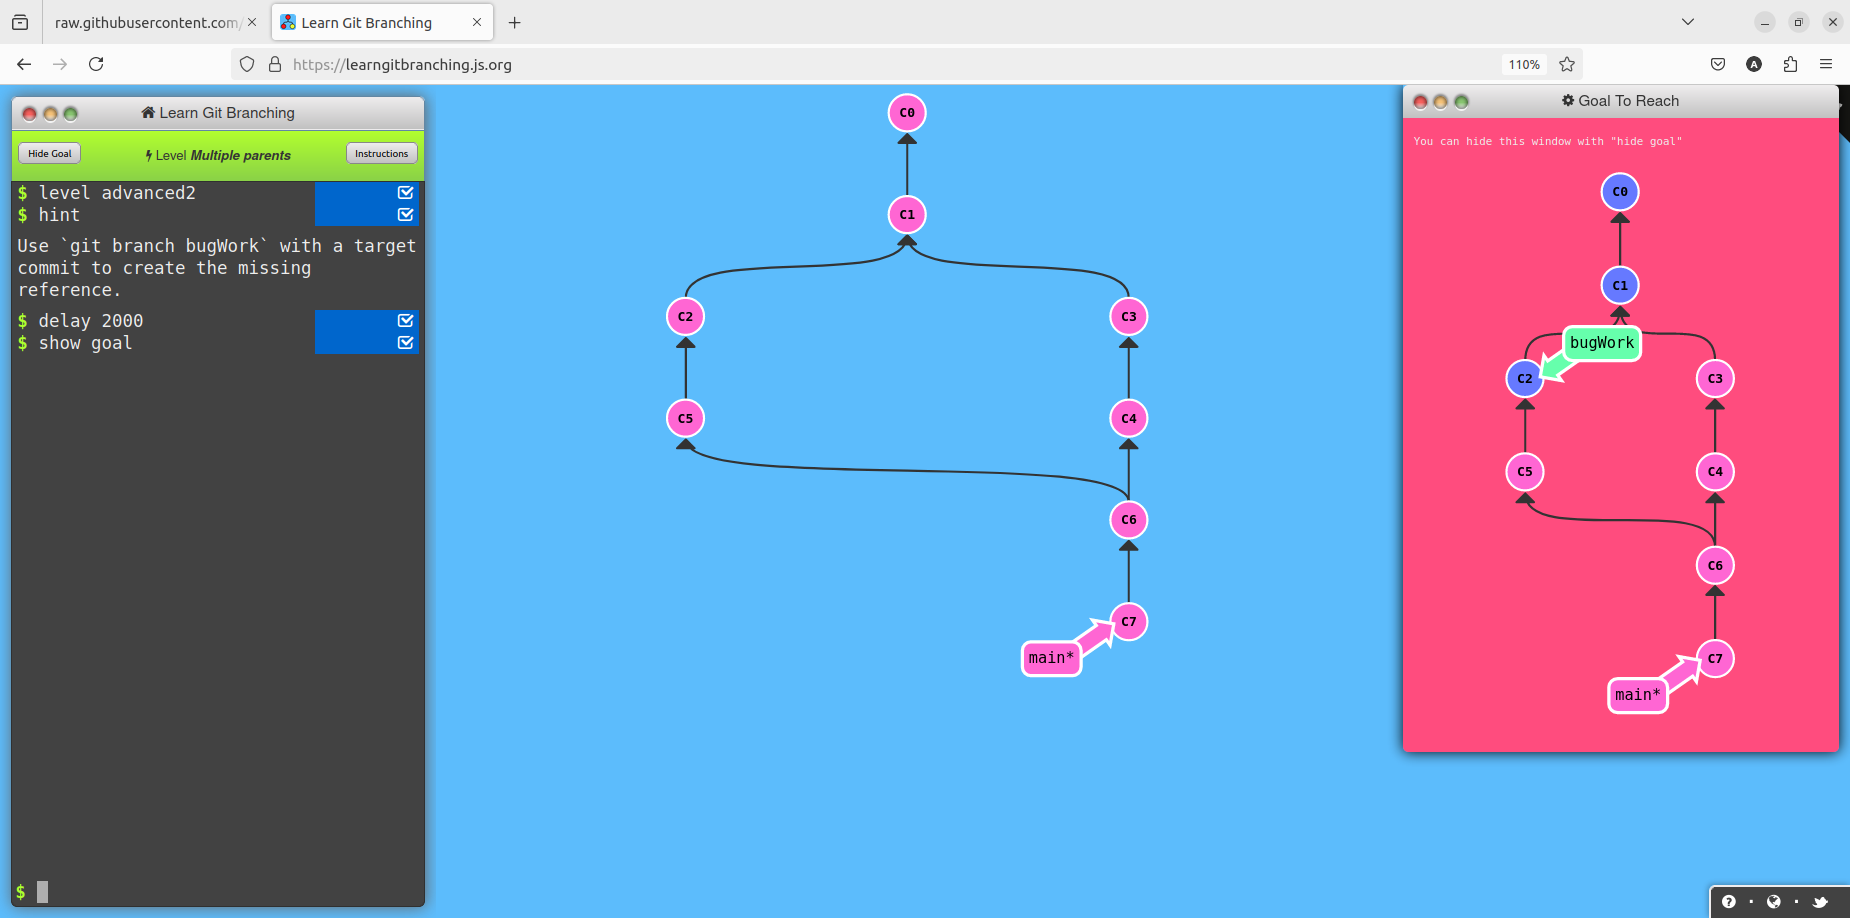 raw.githubusercontent.com/
Learn Git Branching
https://learngitbranching.js.org
110%
A
Learn Git Branching
Hide Goal
Level Multiple parents
Instructions
$ level advanced2
$ hint
Use `git branch bugWork` with a target
commit to create the missing
reference.
$ delay 2000
$ show goal
$
C0
C1
C2
C3
C5
C4
C6
C7
main*
Goal To Reach
You can hide this window with "hide goal"
C0
C1
bugWork
C2
C3
C5
C4
C6
C7
main*